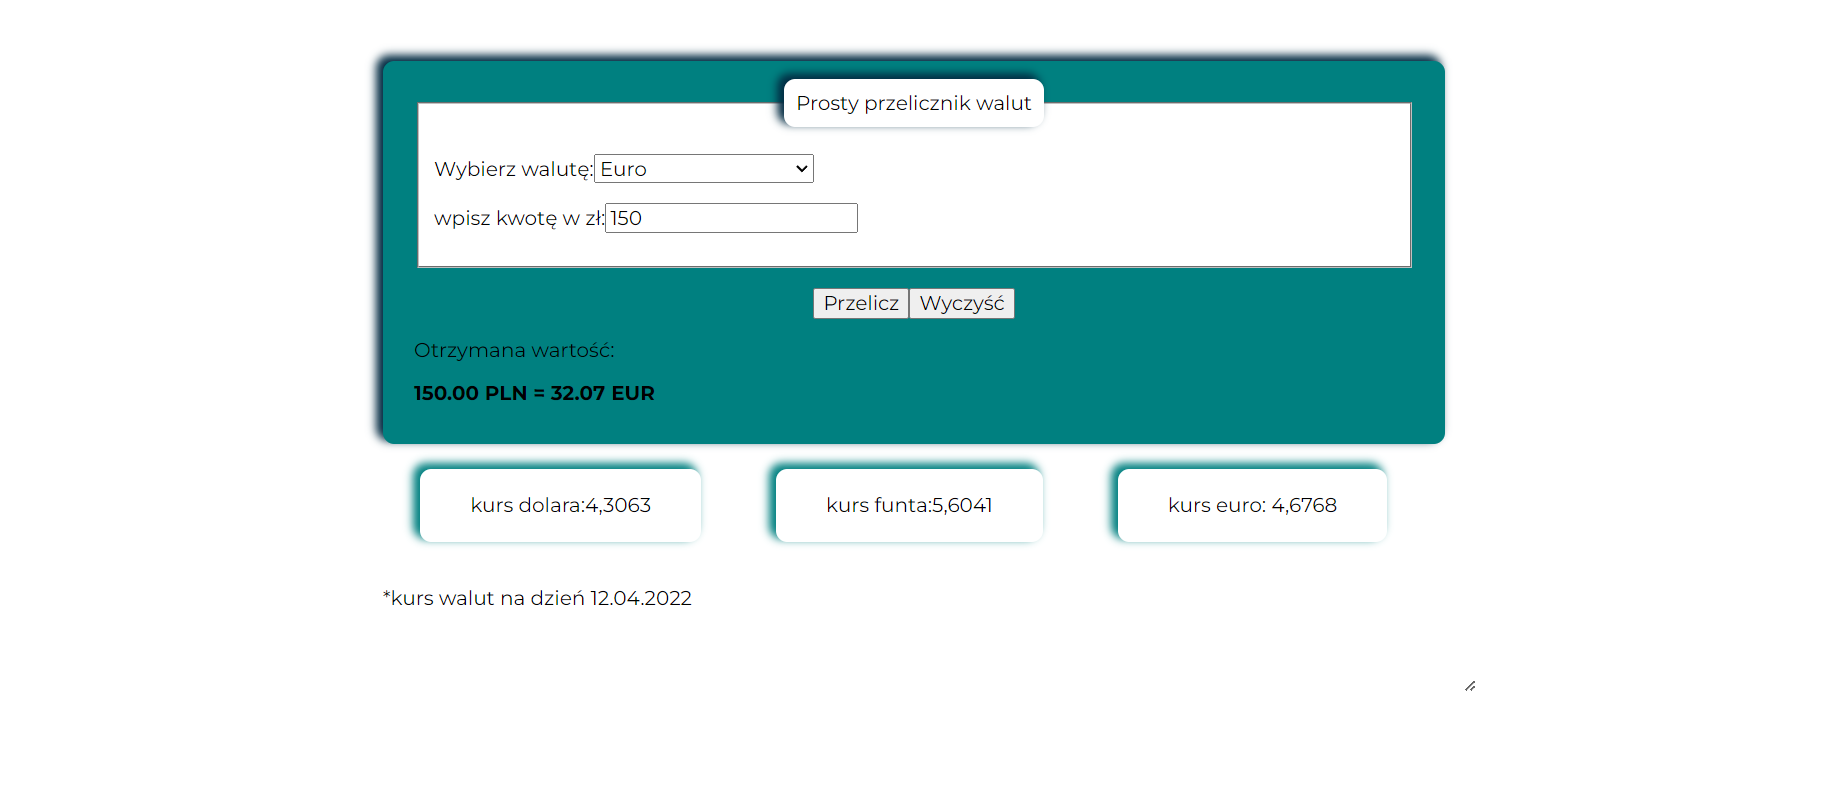 Prosty przelicznik walut
Wybierz walutę: Euro
wpisz kwotę w zł: 150
Przelicz Wyczyść
Otrzymana wartość:
150.00 PLN = 32.07 EUR
kurs dolara:4,3063 kurs funta:5,6041 kurs euro: 4,6768
*kurs walut na dzień 12.04.2022